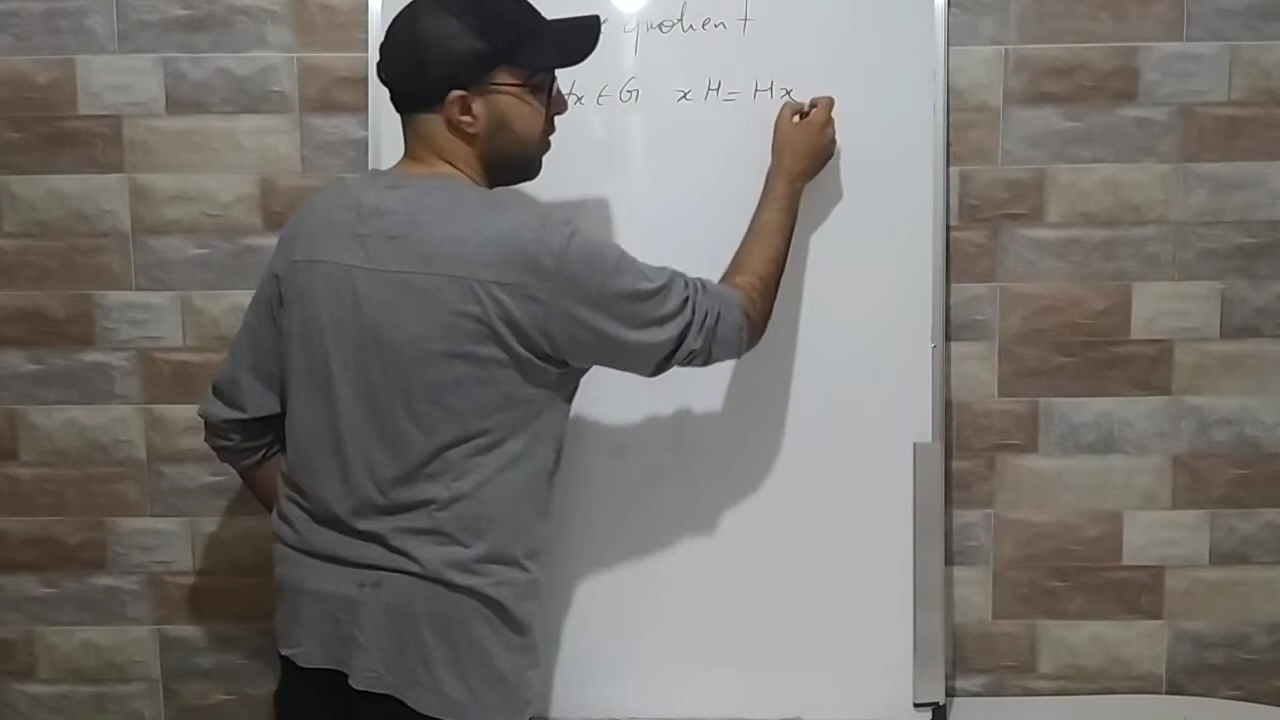 quotient
∀x ∈ G xH = Hx